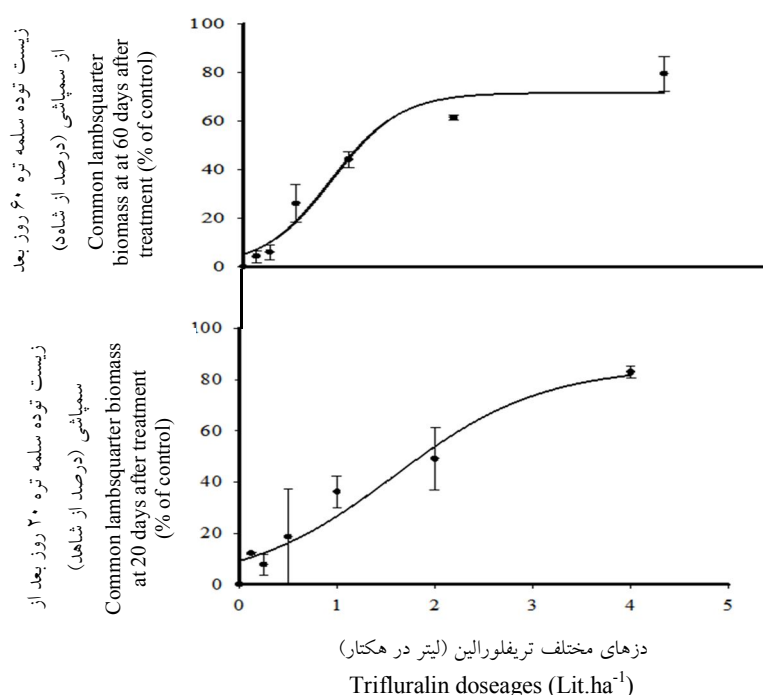 زیست توده سلمه تره ۶۰ روز بعد
از سمپاشی (درصد از شاهد)
Common lambsquarter
biomass at at 60 days after
treatment (% of control)
100
80
60
40
20
0
زیست توده سلمه تره ۲۰ روز بعد از
سمپاشی (درصد از شاهد)
Common lambsquarter biomass
at 20 days after treatment
(% of control)
100
80
60
40
20
0
0 1 2 3 4 5
دزهای مختلف تریفلورالین (لیتر در هکتار)
Trifluralin doseages (Lit.ha⁻¹)